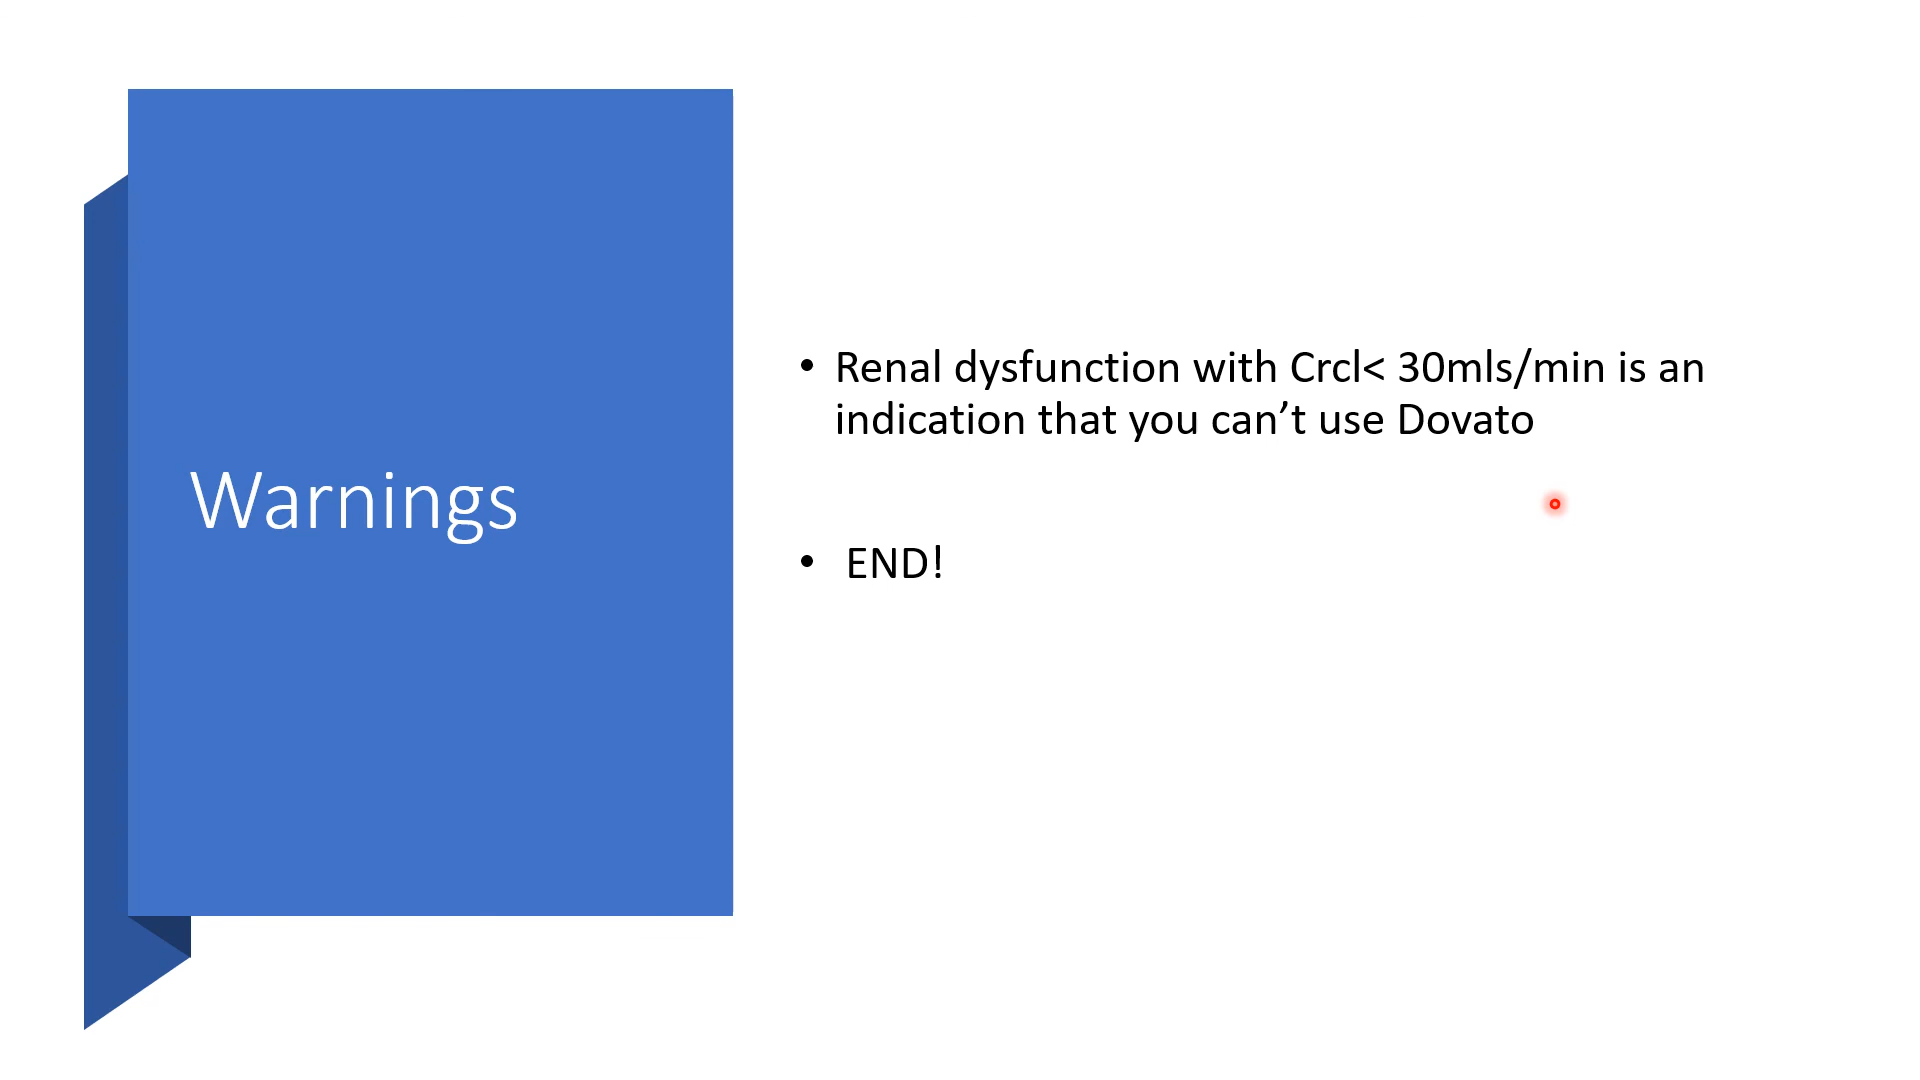 Warnings
• Renal dysfunction with Crcl< 30mls/min is an
indication that you can’t use Dovato
• END!